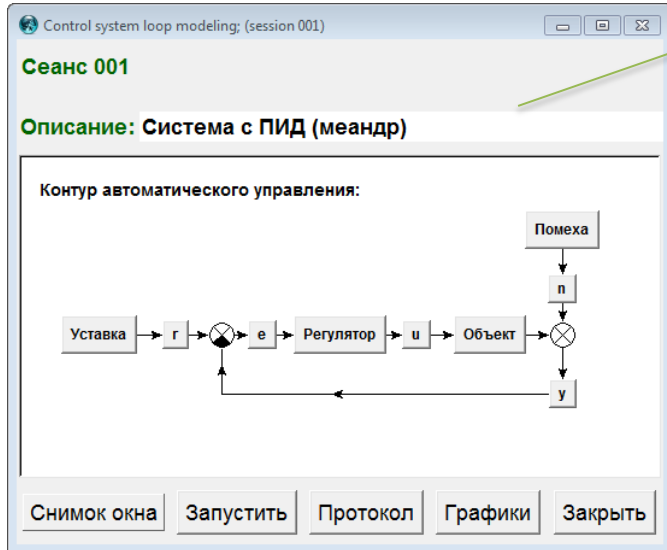 Control system loop modeling; (session 001)
Сеанс 001
Описание: Система с ПИД (меандр)
Контур автоматического управления:
Помеха
n
Уставка r e Регулятор u Объект
y
Снимок окна Запустить Протокол Графики Закрыть